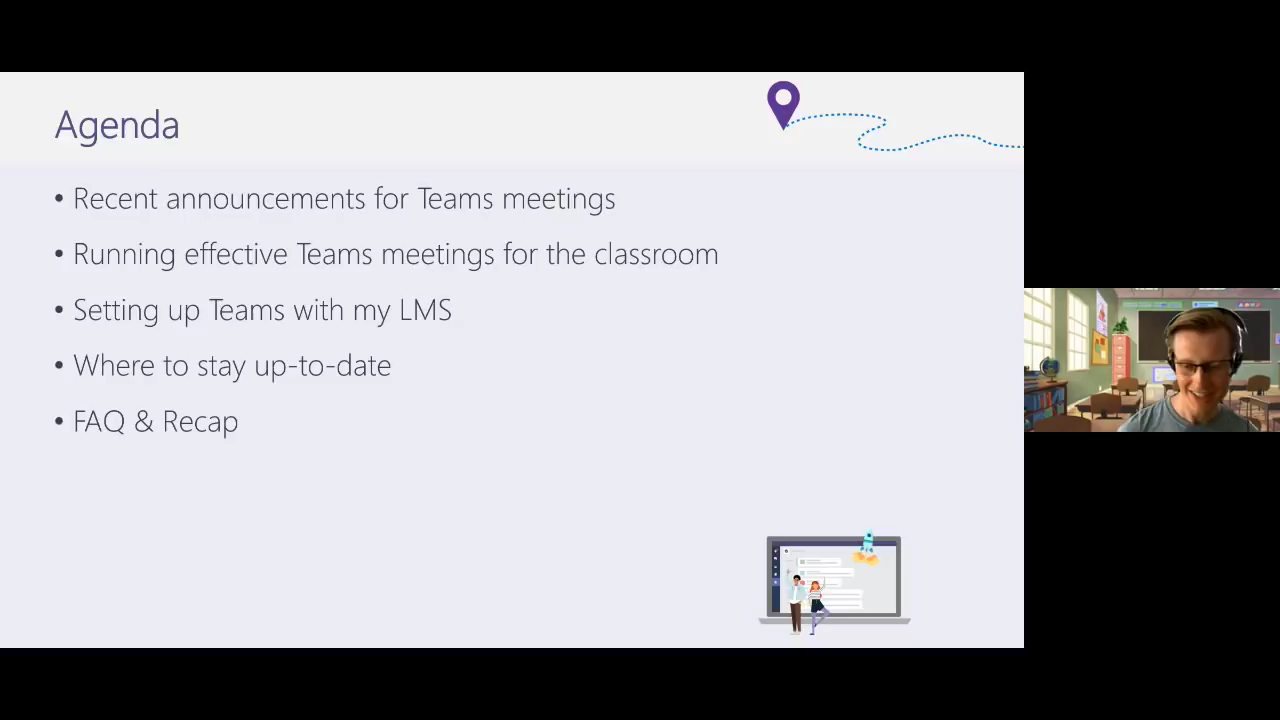 Agenda
• Recent announcements for Teams meetings
• Running effective Teams meetings for the classroom
• Setting up Teams with my LMS
• Where to stay up-to-date
• FAQ & Recap